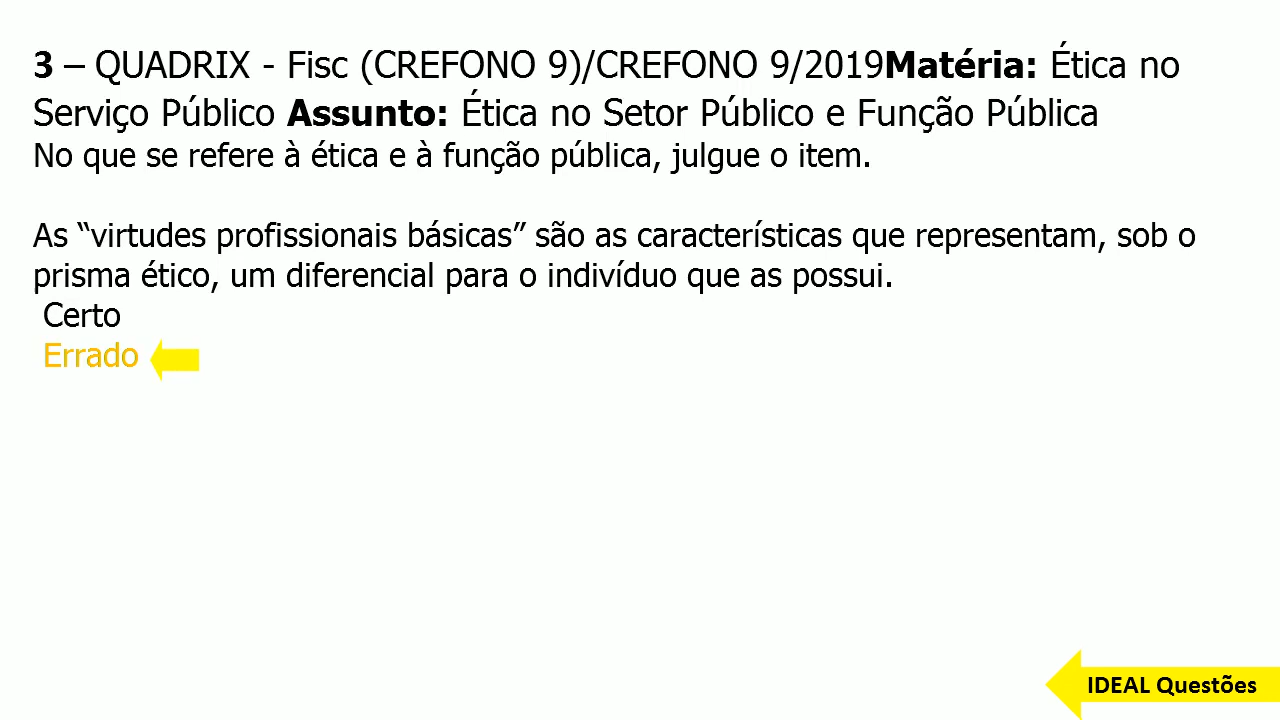 3 – QUADRIX - Fisc (CREFONO 9)/CREFONO 9/2019Matéria: Ética no
Serviço Público Assunto: Ética no Setor Público e Função Pública
No que se refere à ética e à função pública, julgue o item.
As “virtudes profissionais básicas” são as características que representam, sob o
prisma ético, um diferencial para o indivíduo que as possui.
Certo
Errado
IDEAL Questões